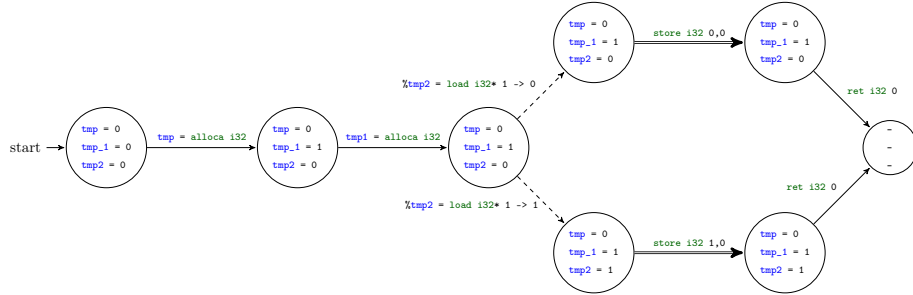 start
tmp = 0
tmp_1 = 0
tmp2 = 0
tmp = alloca i32
tmp = 0
tmp_1 = 1
tmp2 = 0
tmp1 = alloca i32
tmp = 0
tmp_1 = 1
tmp2 = 0
%tmp2 = load i32* 1 -> 0
tmp = 0
tmp_1 = 1
tmp2 = 0
store i32 0,0
tmp = 0
tmp_1 = 1
tmp2 = 0
ret i32 0
%tmp2 = load i32* 1 -> 1
tmp = 0
tmp_1 = 1
tmp2 = 1
store i32 1,0
tmp = 0
tmp_1 = 1
tmp2 = 1
ret i32 0
-
-
-